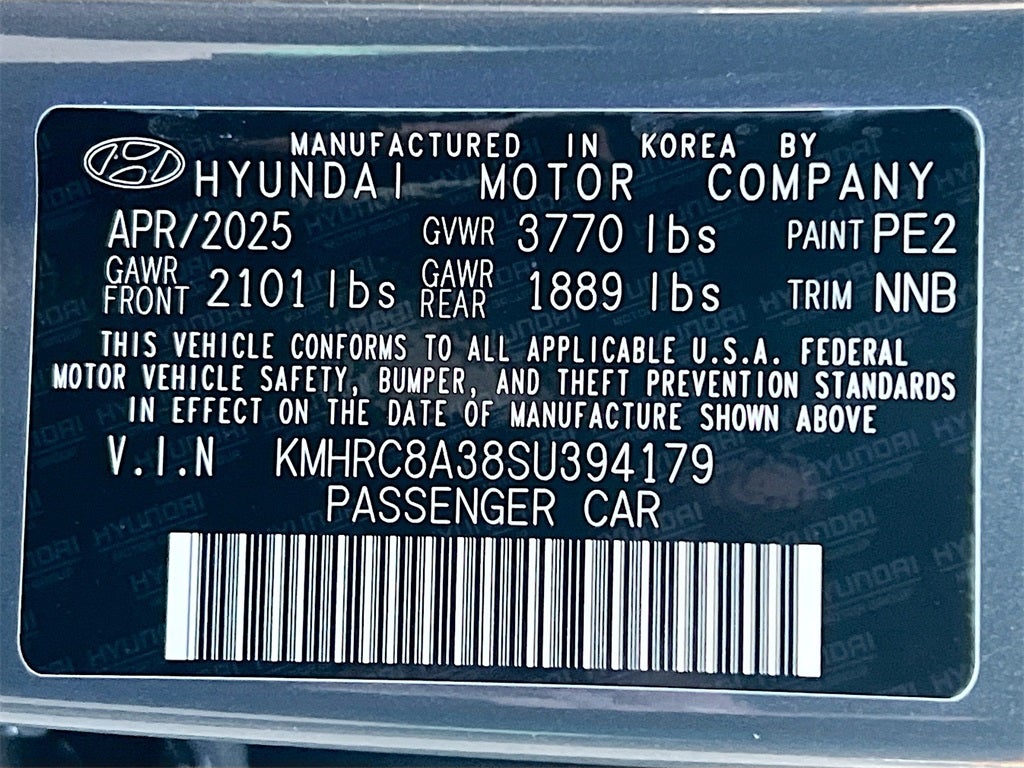 MANUFACTURED IN KOREA BY
HYUNDAI MOTOR COMPANY
APR/2025 GVWR 3770 lbs PAINT PE2
GAWR FRONT 2101 lbs GAWR REAR 1889 lbs TRIM NNB
THIS VEHICLE CONFORMS TO ALL APPLICABLE U.S.A. FEDERAL
MOTOR VEHICLE SAFETY, BUMPER, AND THEFT PREVENTION STANDARDS
IN EFFECT ON THE DATE OF MANUFACTURE SHOWN ABOVE
V.I.N KMHRC8A38SU394179
PASSENGER CAR